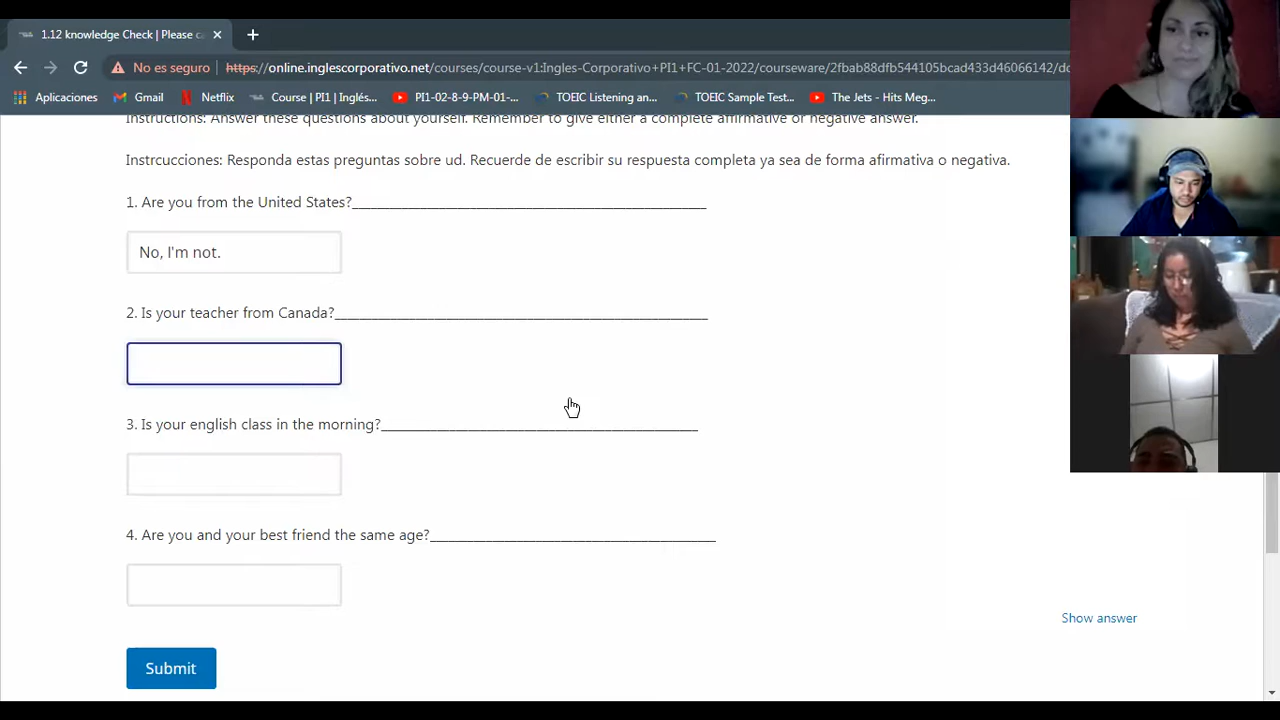 1.12 knowledge Check | Please ca
No es seguro | https://online.inglescorporativo.net/courses/course-v1:Ingles-Corporativo+PI1+FC-01-2022/courseware/2fbab88dfb544105bcad433d46066142/dc
Aplicaciones Gmail Netflix Course | PI1 | Inglés... PI1-02-8-9-PM-01-... TOEIC Listening an... TOEIC Sample Test... The Jets - Hits Meg...
Instructions: Answer these questions about yourself. Remember to give either a complete affirmative or negative answer.
Instrcucciones: Responda estas preguntas sobre ud. Recuerde de escribir su respuesta completa ya sea de forma afirmativa o negativa.
1. Are you from the United States?
No, I'm not.
2. Is your teacher from Canada?
3. Is your english class in the morning?
4. Are you and your best friend the same age?
Show answer
Submit